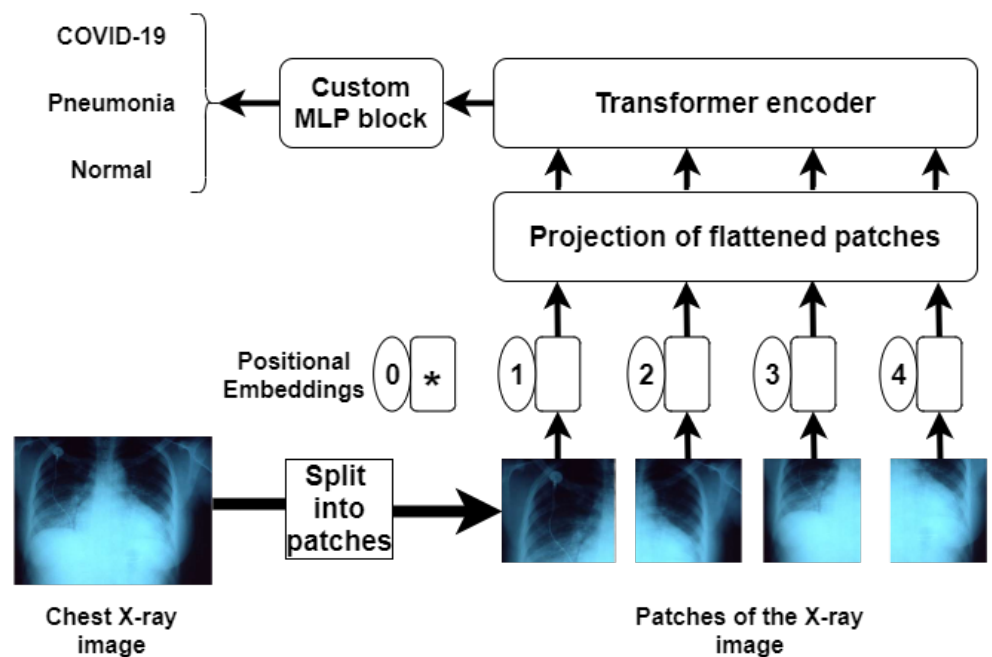 COVID-19
Pneumonia
Normal
Custom
MLP block
Transformer encoder
Projection of flattened patches
Positional
Embeddings
0
*
1
2
3
4
Split
into
patches
Chest X-ray
image
Patches of the X-ray
image